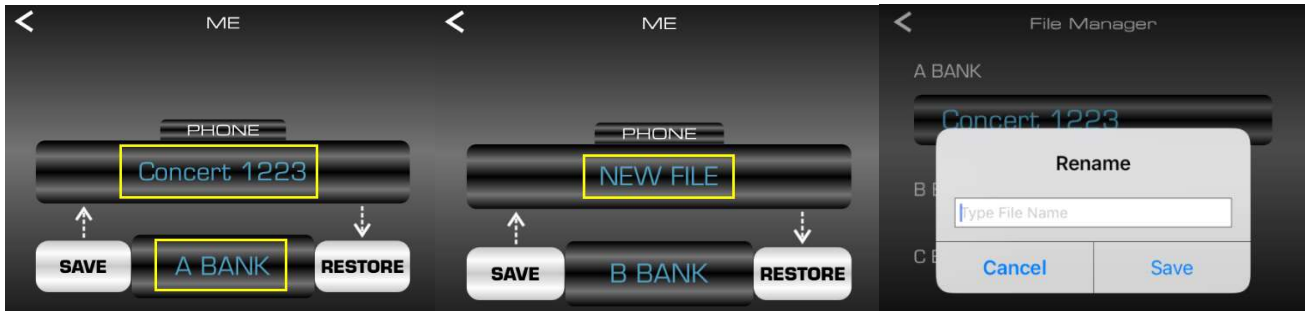 ME
PHONE
Concert 1223
SAVE
A BANK
RESTORE
ME
PHONE
NEW FILE
SAVE
B BANK
RESTORE
File Manager
A BANK
Concert 1223
Rename
B
Type File Name
C
Cancel
Save